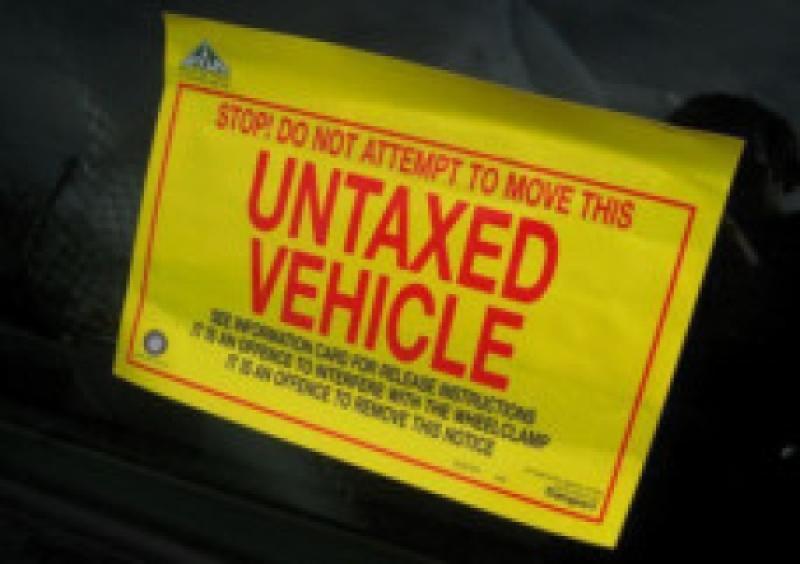 STOP! DO NOT ATTEMPT TO MOVE THIS
UNTAXED
VEHICLE
SEE INFORMATION CARD FOR RELEASE INSTRUCTIONS
IT IS AN OFFENCE TO INTERFERE WITH THE WHEELCLAMP
IT IS AN OFFENCE TO REMOVE THIS NOTICE